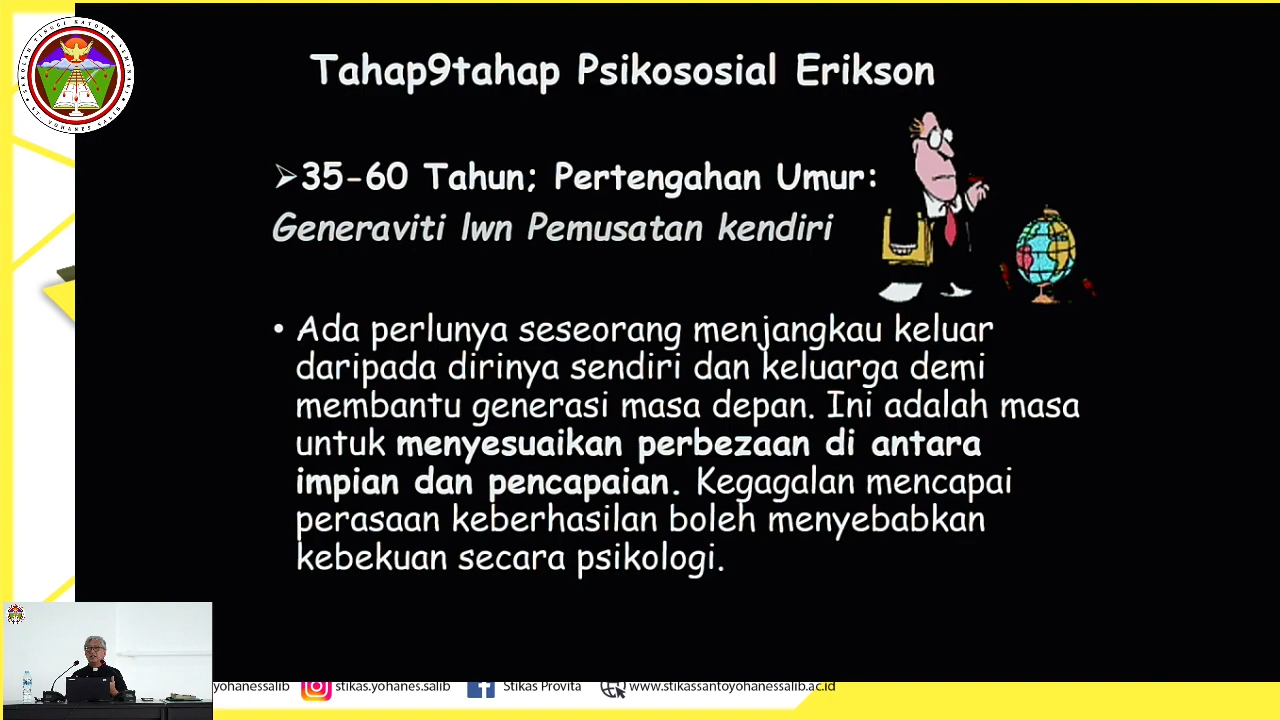 Tahap9tahap Psikososial Erikson
35-60 Tahun; Pertengahan Umur:
Generaviti lwn Pemusatan kendiri
• Ada perlunya seseorang menjangkau keluar
daripada dirinya sendiri dan keluarga demi
membantu generasi masa depan. Ini adalah masa
untuk menyesuaikan perbezaan di antara
impian dan pencapaian. Kegagalan mencapai
perasaan keberhasilan boleh menyebabkan
kebekuan secara psikologi.
yohanessalib stikas.yohanes.salib Stikas Provita www.stikassantoyohanessalib.ac.id